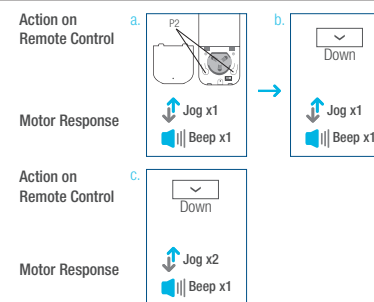 Action on
Remote Control
a.
P2
b.
Down
Motor Response
Jog x1
Beep x1
Jog x1
Beep x1
Action on
Remote Control
c.
Down
Motor Response
Jog x2
Beep x1